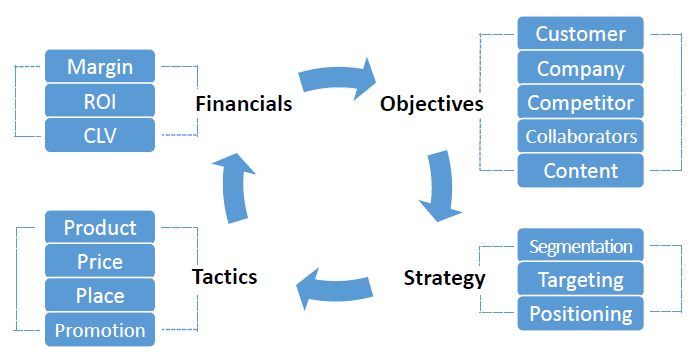 Margin
ROI
CLV
Financials
Objectives
Customer
Company
Competitor
Collaborators
Content
Product
Price
Place
Promotion
Tactics
Strategy
Segmentation
Targeting
Positioning